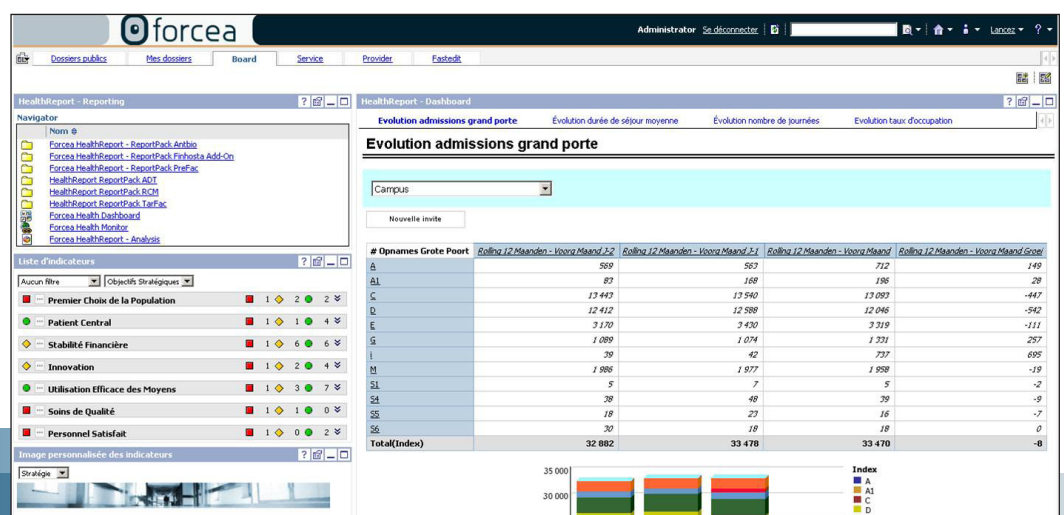 forcea
Administrator Se déconnecter Lancez ?
Dossiers publics Mes dossiers Board Service Provider Fastedit
HealthReport - Reporting ?
Navigator
Nom
Forcea HealthReport - ReportPack Antbio
Forcea HealthReport - ReportPack Finhosta Add-On
Forcea HealthReport - ReportPack PreFac
HealthReport ReportPack ADT
HealthReport ReportPack RCM
HealthReport ReportPack TarFac
Forcea Health Dashboard
Forcea Health Monitor
Forcea HealthReport - Analysis
Liste d'indicateurs ?
Aucun filtre Objectifs Stratégiques
Premier Choix de la Population 1 2 2
Patient Central 1 1 4
Stabilité Financière 1 6 6
Innovation 1 2 4
Utilisation Efficace des Moyens 1 3 7
Soins de Qualité 1 1 0
Personnel Satisfait 1 0 2
Image personnalisée des indicateurs ?
Stratégie
HealthReport - Dashboard ?
Evolution admissions grand porte Évolution durée de séjour moyenne Évolution nombre de journées Evolution taux d'occupation
Evolution admissions grand porte
Campus
Nouvelle invite
# Opnames Grote Poort Rolling 12 Maanden - Voorg Maand J-2 Rolling 12 Maanden - Voorg Maand J-1 Rolling 12 Maanden - Voorg Maand Rolling 12 Maanden - Voorg Maand Groei
A 569 563 712 149
A1 83 168 196 28
C 13 443 13 540 13 093 -447
D 12 412 12 588 12 046 -542
E 3 170 3 430 3 319 -111
G 1 089 1 074 1 331 257
i 39 42 737 695
M 1 986 1 977 1 958 -19
S1 5 7 5 -2
S4 38 48 39 -9
S5 18 23 16 -7
S6 30 18 18 0
Total(Index) 32 882 33 478 33 470 -8
35 000
30 000
Index
A
A1
C
D